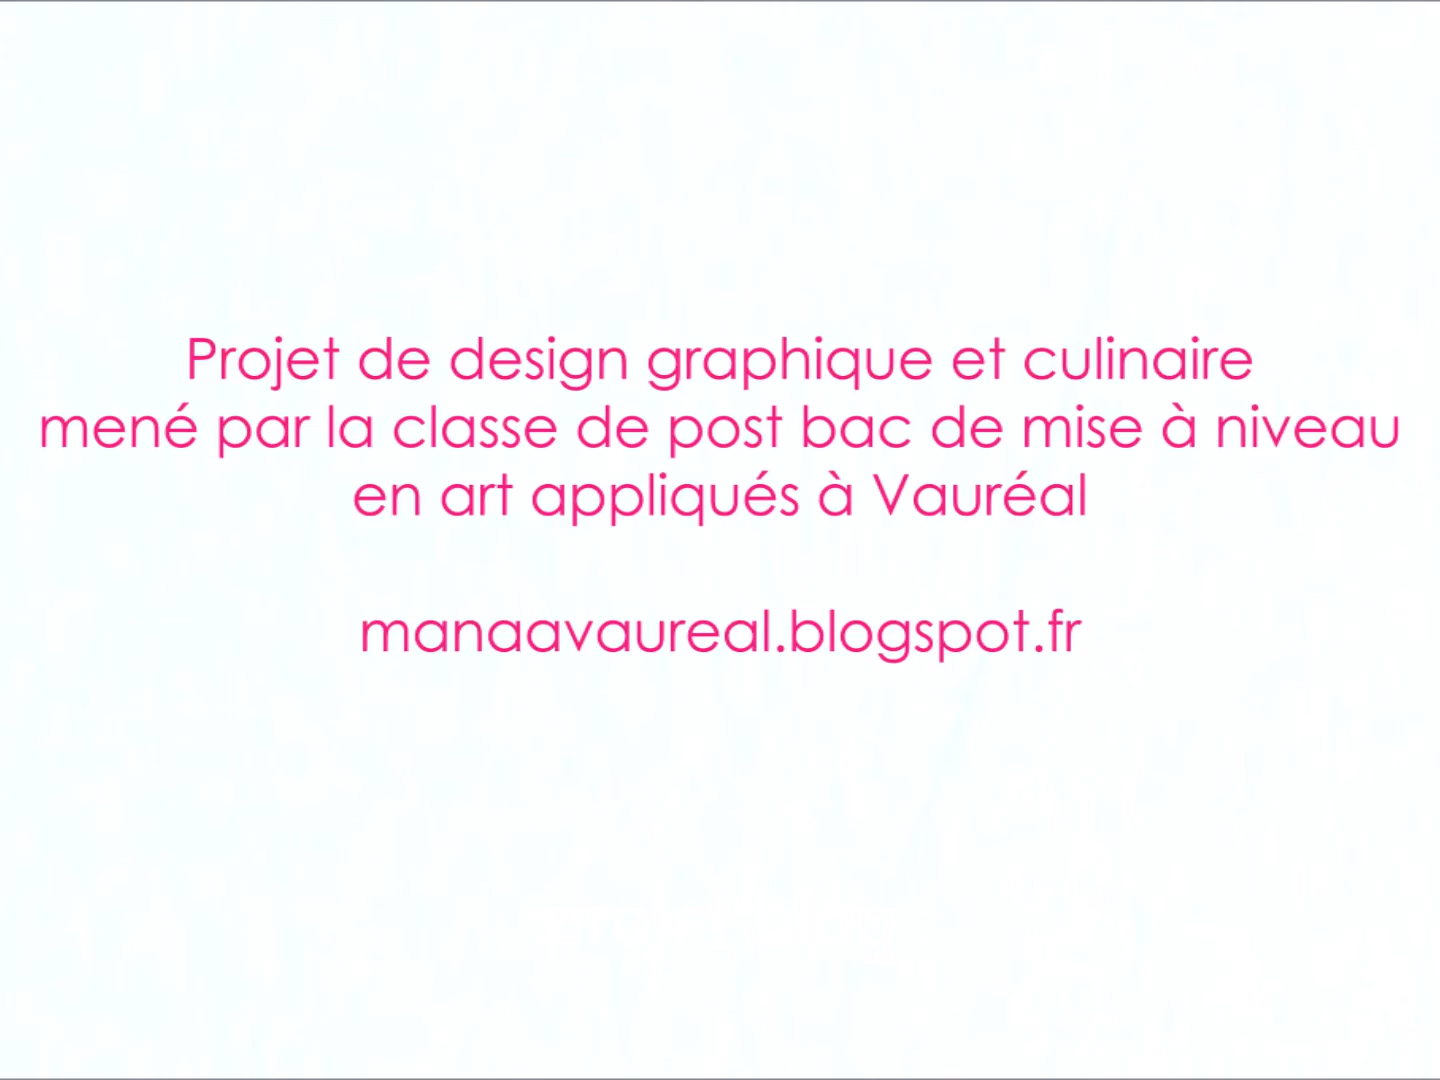 Projet de design graphique et culinaire
mené par la classe de post bac de mise à niveau
en art appliqués à Vauréal
manaavaureal.blogspot.fr